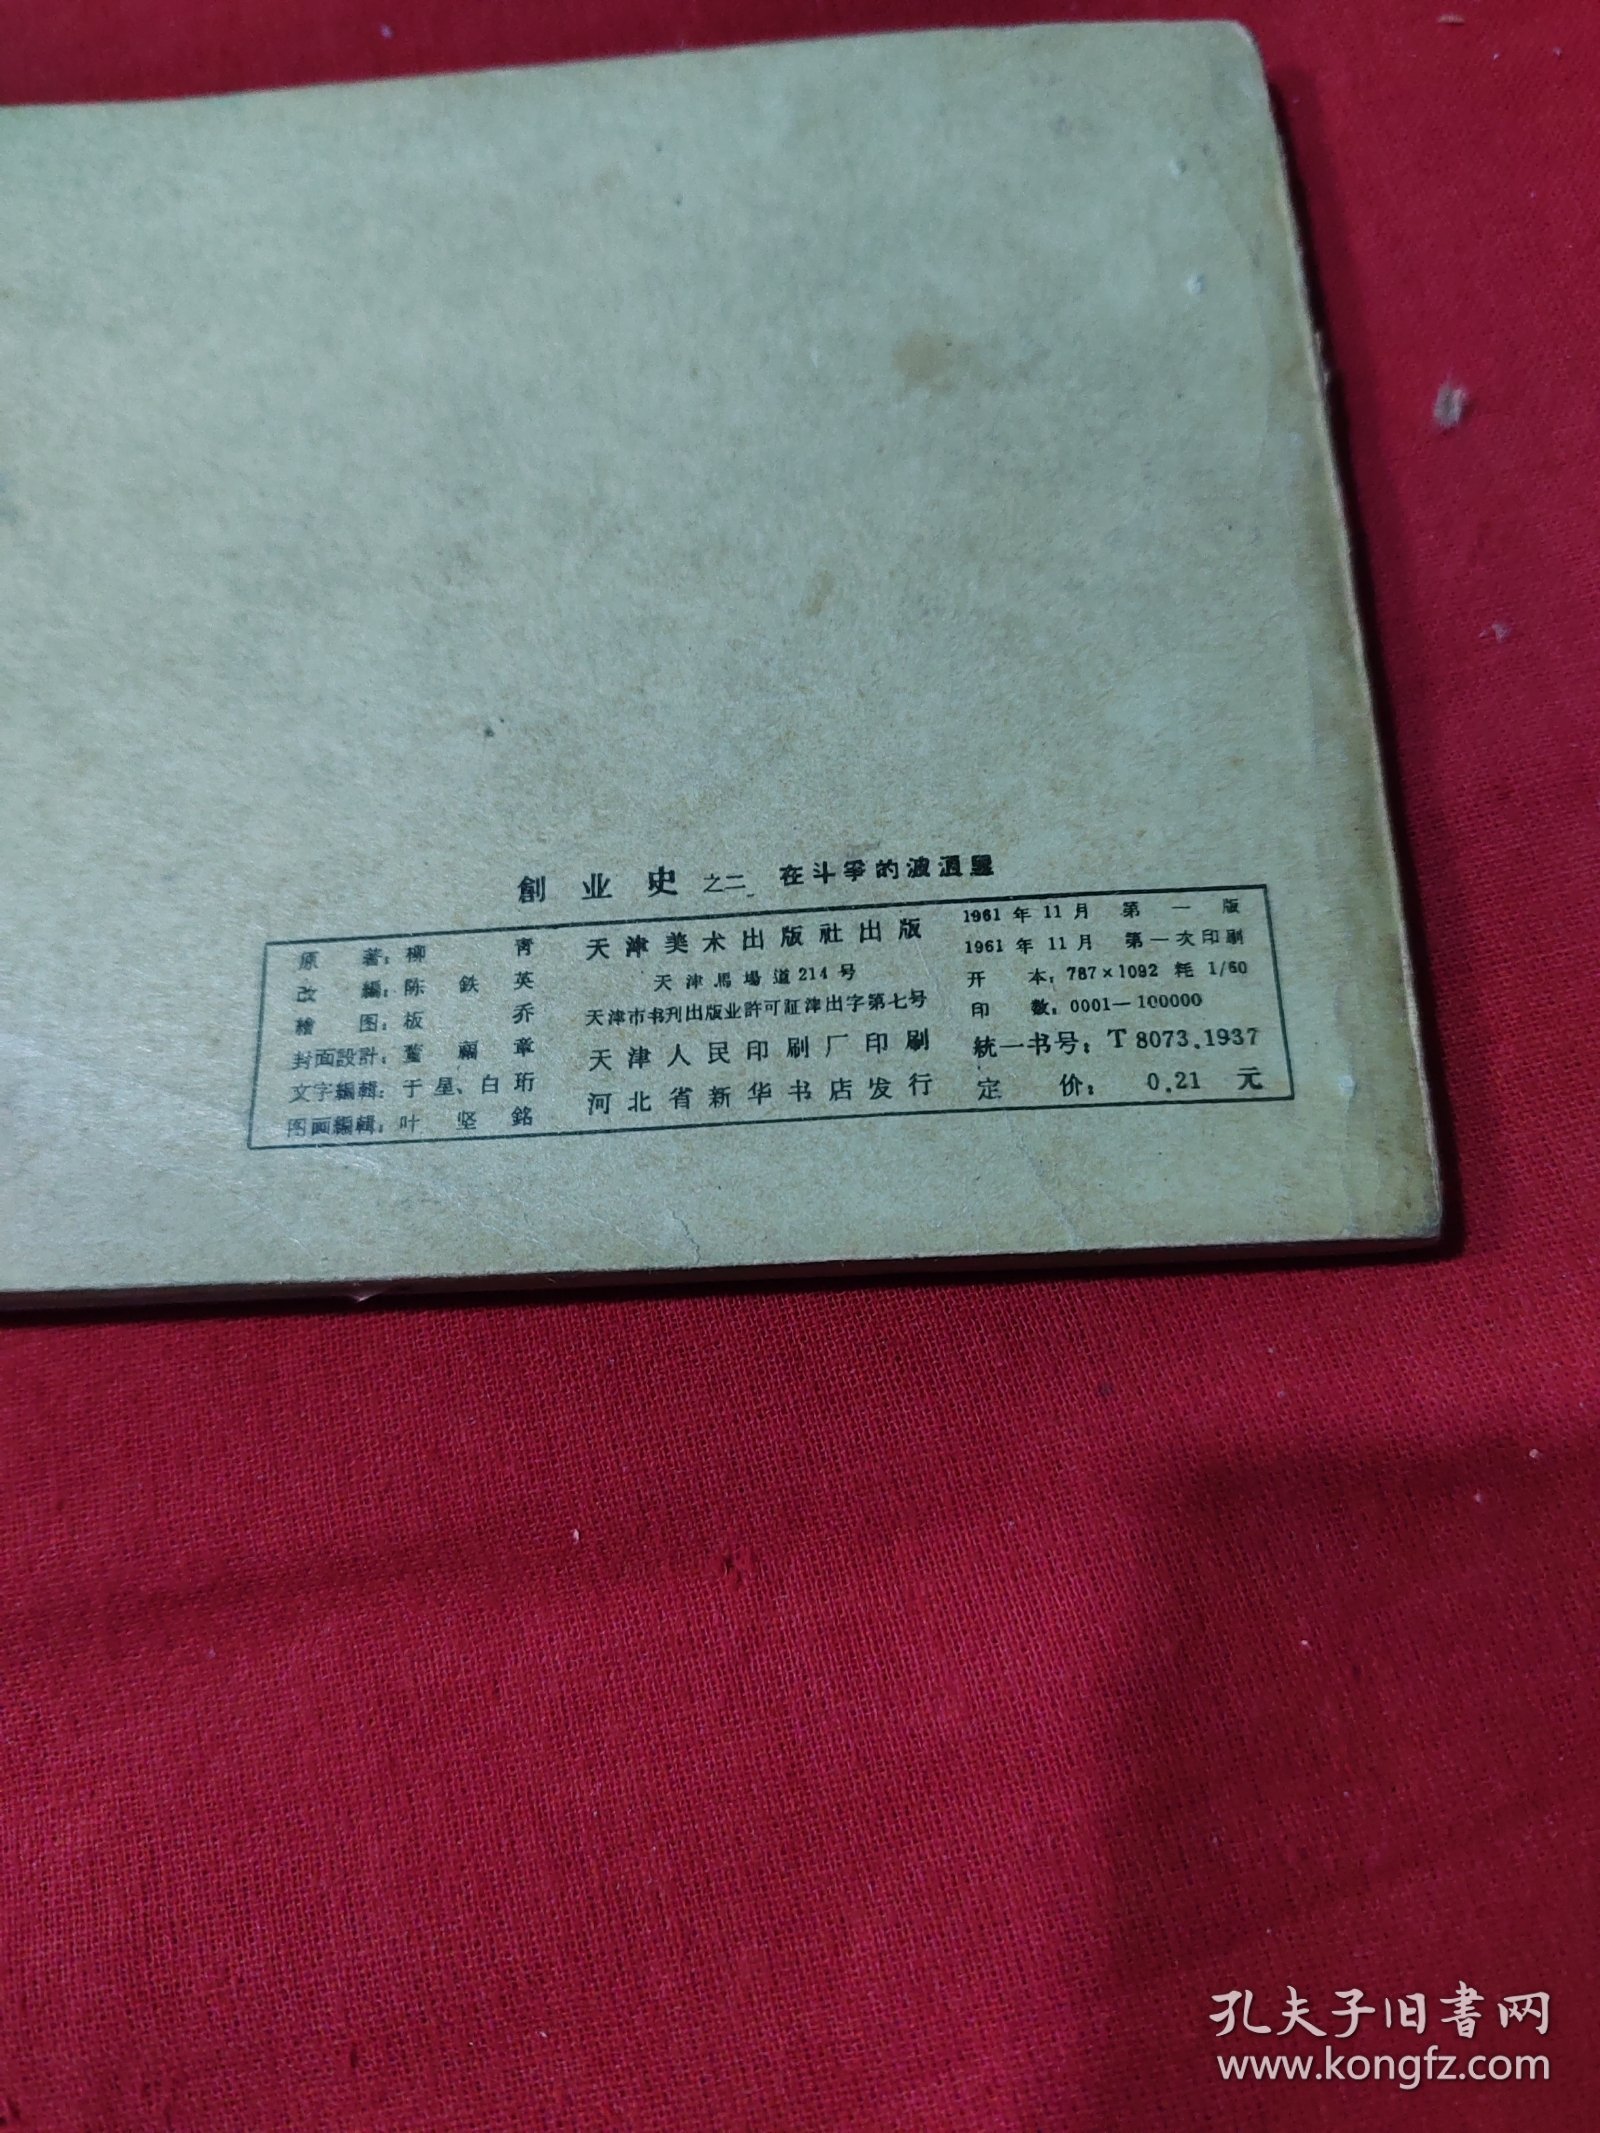 創业史之二 在斗爭的波浪里
原著：柳青
改編：陈鉄英
繪图：板乔
封面設計：董福章
文字編輯：于星、白珩
图画編輯：叶坚銘
天津美术出版社出版
天津馬場道214号
天津市书刊出版业許可証津出字第七号
天津人民印刷厂印刷
河北省新华书店发行
1961年11月 第一版
1961年11月 第一次印刷
开本：787×1092 耗 1/60
印数：0001—100000
統一书号：T 8073.1937
定价：0.21元
孔夫子旧書网
www.kongfz.com